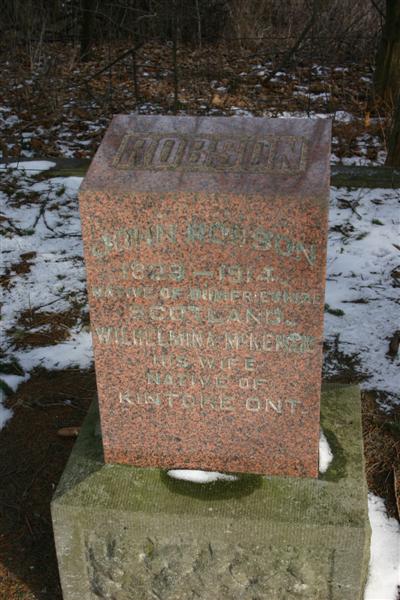 ROBSON
JOHN ROBSON
1829 – 1914.
NATIVE OF DUMFRIESSHIRE
SCOTLAND.
WILHELMINA McKENZIE
HIS WIFE
NATIVE OF
KINTORE ONT.